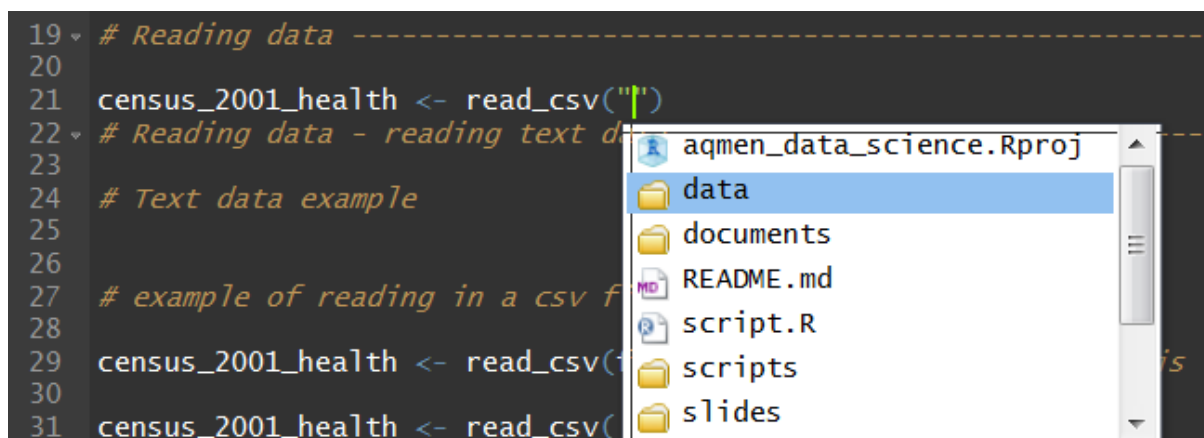 19 # Reading data ----------------------------------------------------
20
21 census_2001_health <- read_csv("")
22 # Reading data - reading text d ---
23
24 # Text data example
25
26
27 # example of reading in a csv f
28
29 census_2001_health <- read_csv( is
30
31 census_2001_health <- read_csv(
aqmen_data_science.Rproj
data
documents
README.md
script.R
scripts
slides